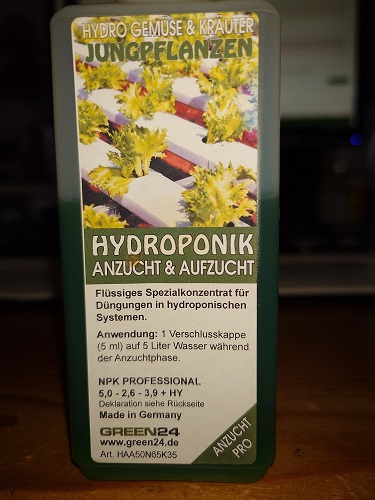 HYDRO GEMÜSE & KRÄUTER
JUNGPFLANZEN
HYDROPONIK
ANZUCHT & AUFZUCHT
Flüssiges Spezialkonzentrat für
Düngungen in hydroponischen
Systemen.
Anwendung: 1 Verschlusskappe
(5 ml) auf 5 Liter Wasser während
der Anzuchtphase.
NPK PROFESSIONAL
5,0 - 2,6 - 3,9 + HY
Deklaration siehe Rückseite
Made in Germany
GREEN24
www.green24.de
Art. HAA50N65K35
ANZUCHT
PRO